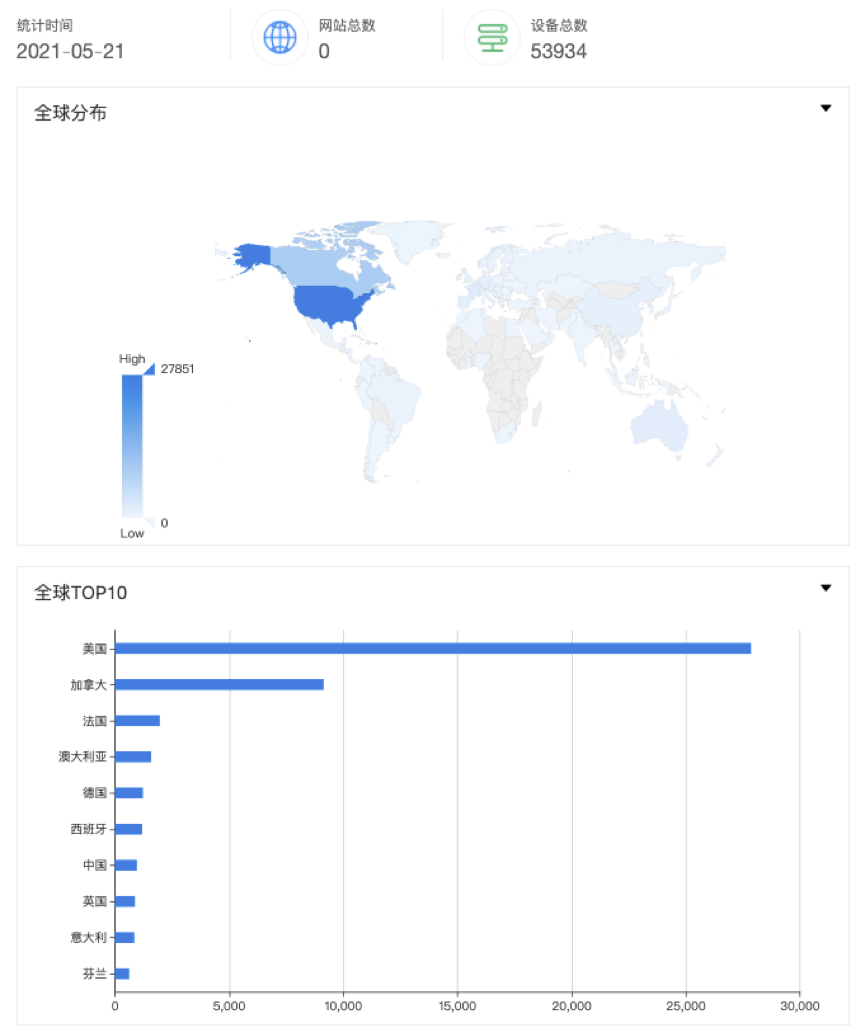 统计时间
2021-05-21
网站总数
0
设备总数
53934
全球分布
High
27851
0
Low
全球TOP10
美国
加拿大
法国
澳大利亚
德国
西班牙
中国
英国
意大利
芬兰
0 5,000 10,000 15,000 20,000 25,000 30,000